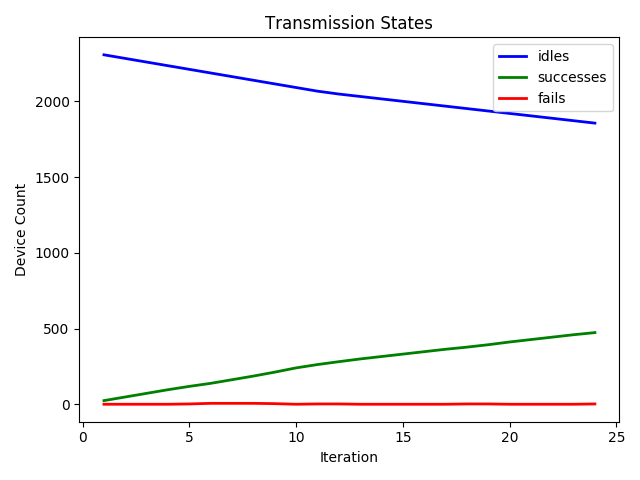 Transmission States
idles
successes
fails
Device Count
2000
1500
1000
500
0
0 5 10 15 20 25
Iteration